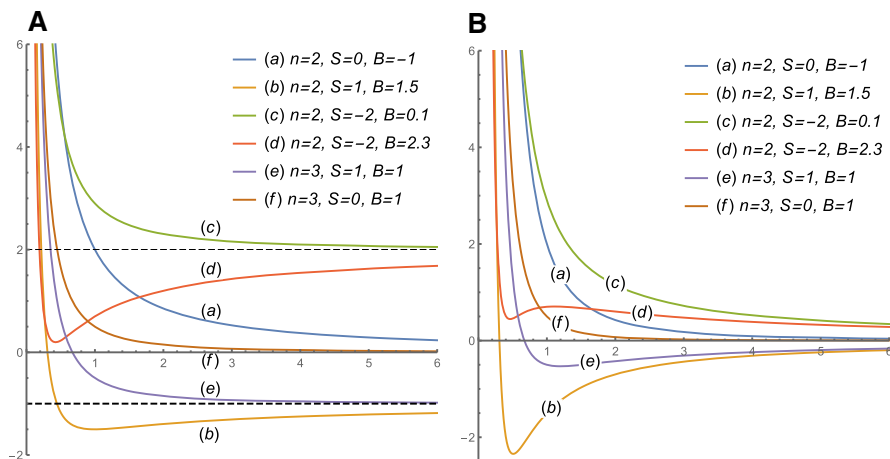 A
6
4
2
0
−2
1
2
3
4
5
6
(a) n=2, S=0, B=−1
(b) n=2, S=1, B=1.5
(c) n=2, S=−2, B=0.1
(d) n=2, S=−2, B=2.3
(e) n=3, S=1, B=1
(f) n=3, S=0, B=1
(c)
(d)
(a)
(f)
(e)
(b)
B
6
4
2
0
−2
1
2
3
4
5
6
(a) n=2, S=0, B=−1
(b) n=2, S=1, B=1.5
(c) n=2, S=−2, B=0.1
(d) n=2, S=−2, B=2.3
(e) n=3, S=1, B=1
(f) n=3, S=0, B=1
(a)
(c)
(d)
(f)
(e)
(b)